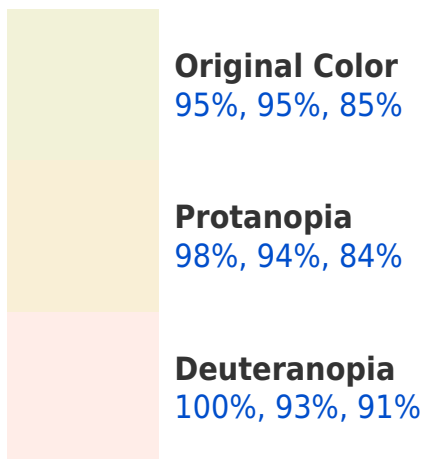 Original Color
95%, 95%, 85%
Protanopia
98%, 94%, 84%
Deuteranopia
100%, 93%, 91%